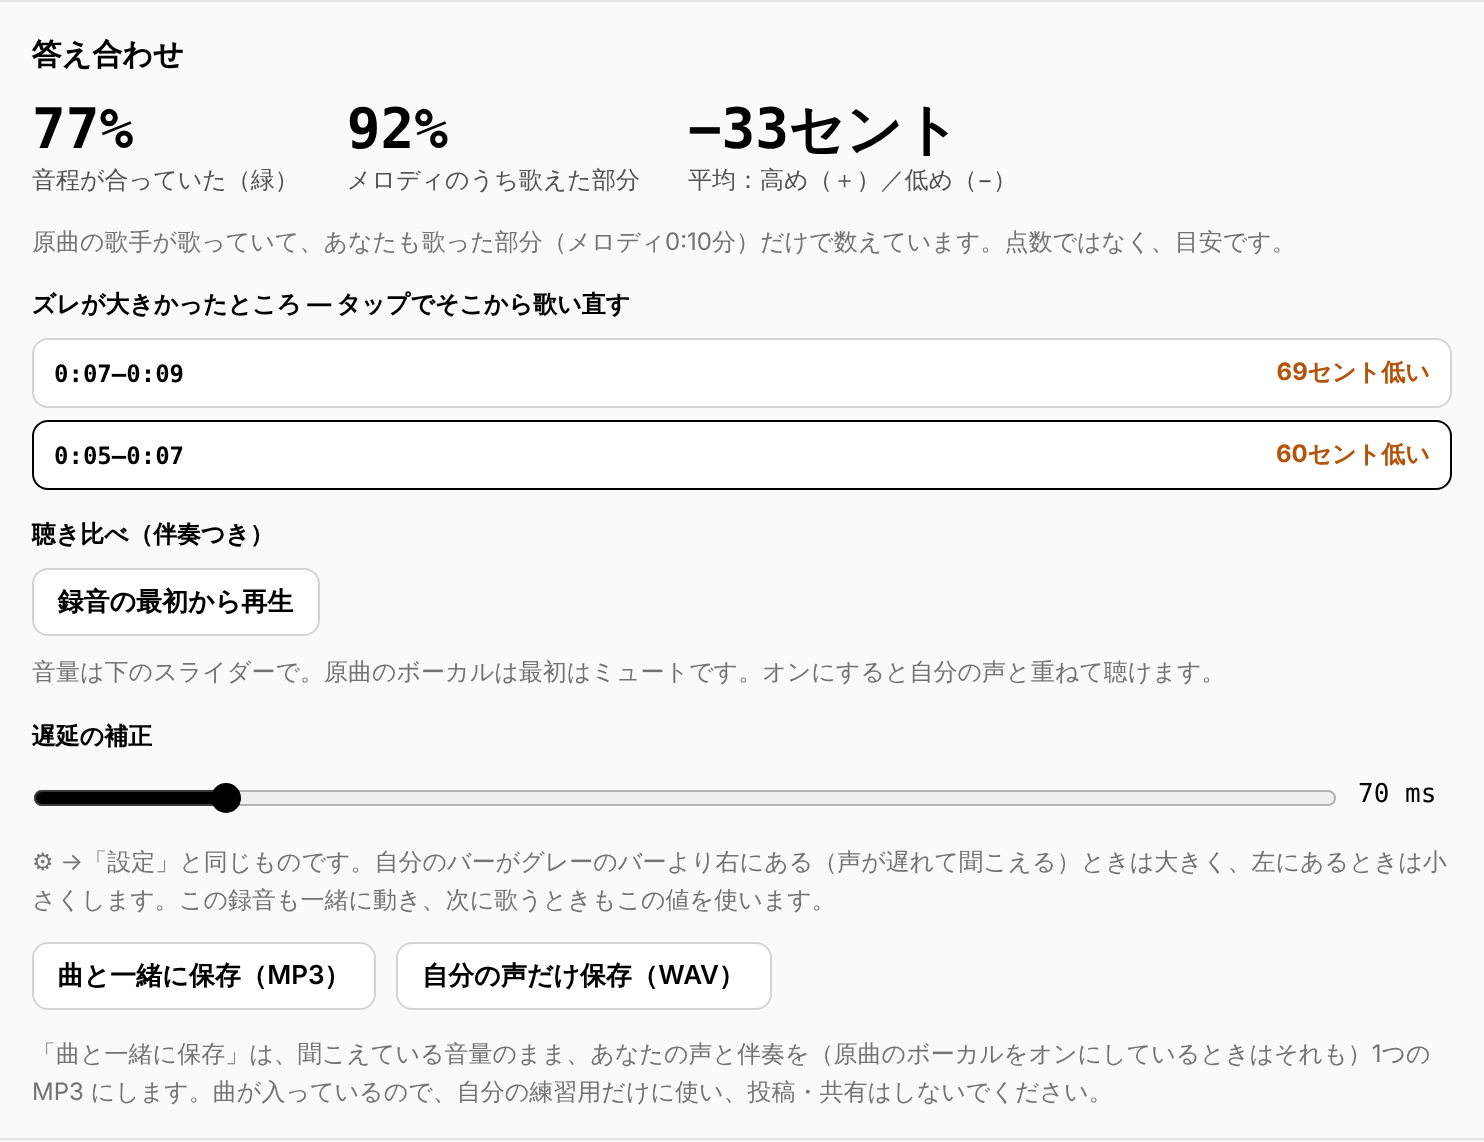 答え合わせ
77%
音程が合っていた（緑）
92%
メロディのうち歌えた部分
−33セント
平均：高め（＋）／低め（−）
原曲の歌手が歌っていて、あなたも歌った部分（メロディ0:10分）だけで数えています。点数ではなく、目安です。
ズレが大きかったところ — タップでそこから歌い直す
0:07–0:09 69セント低い
0:05–0:07 60セント低い
聴き比べ（伴奏つき）
録音の最初から再生
音量は下のスライダーで。原曲のボーカルは最初はミュートです。オンにすると自分の声と重ねて聴けます。
遅延の補正
70 ms
⚙ →「設定」と同じものです。自分のバーがグレーのバーより右にある（声が遅れて聞こえる）ときは大きく、左にあるときは小
さくします。この録音も一緒に動き、次に歌うときもこの値を使います。
曲と一緒に保存（MP3） 自分の声だけ保存（WAV）
「曲と一緒に保存」は、聞こえている音量のまま、あなたの声と伴奏を（原曲のボーカルをオンにしているときはそれも）1つの
MP3 にします。曲が入っているので、自分の練習用だけに使い、投稿・共有はしないでください。